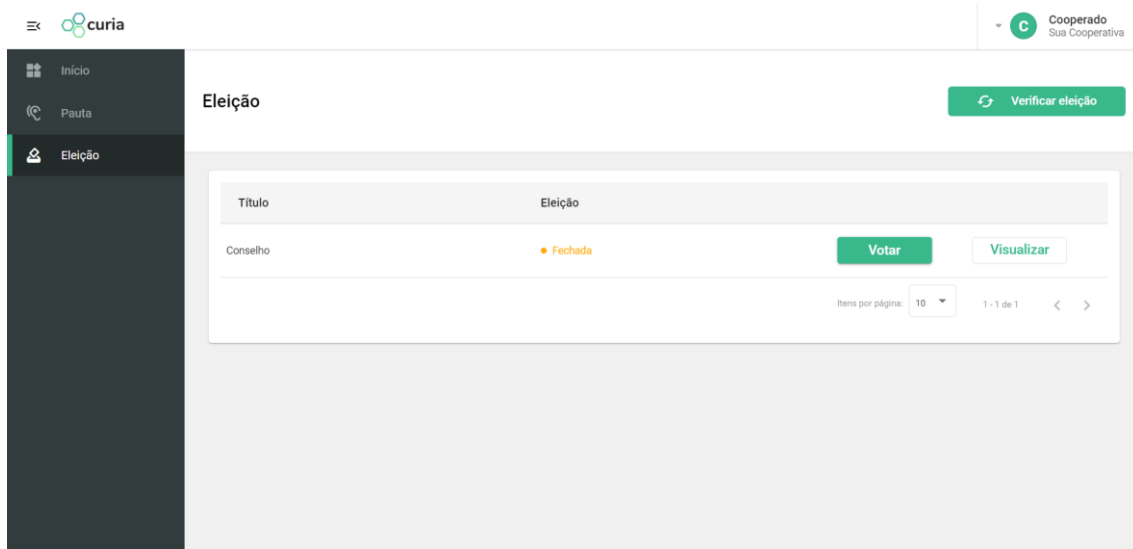 curia
C
Cooperado
Sua Cooperativa
Início
Pauta
Eleição
Eleição
Verificar eleição
Título
Eleição
Conselho
Fechada
Votar
Visualizar
Itens por página: 10
1 - 1 de 1